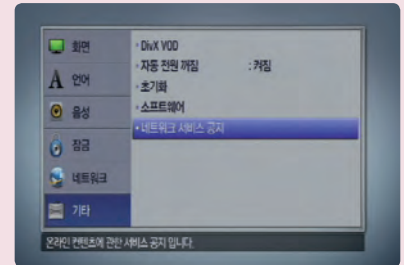 화면
언어
음성
잠금
네트워크
기타
DivX VOD
자동 전원 꺼짐 : 켜짐
초기화
소프트웨어
네트워크 서비스 공지
온라인 컨텐츠에 관한 서비스 공지 입니다.